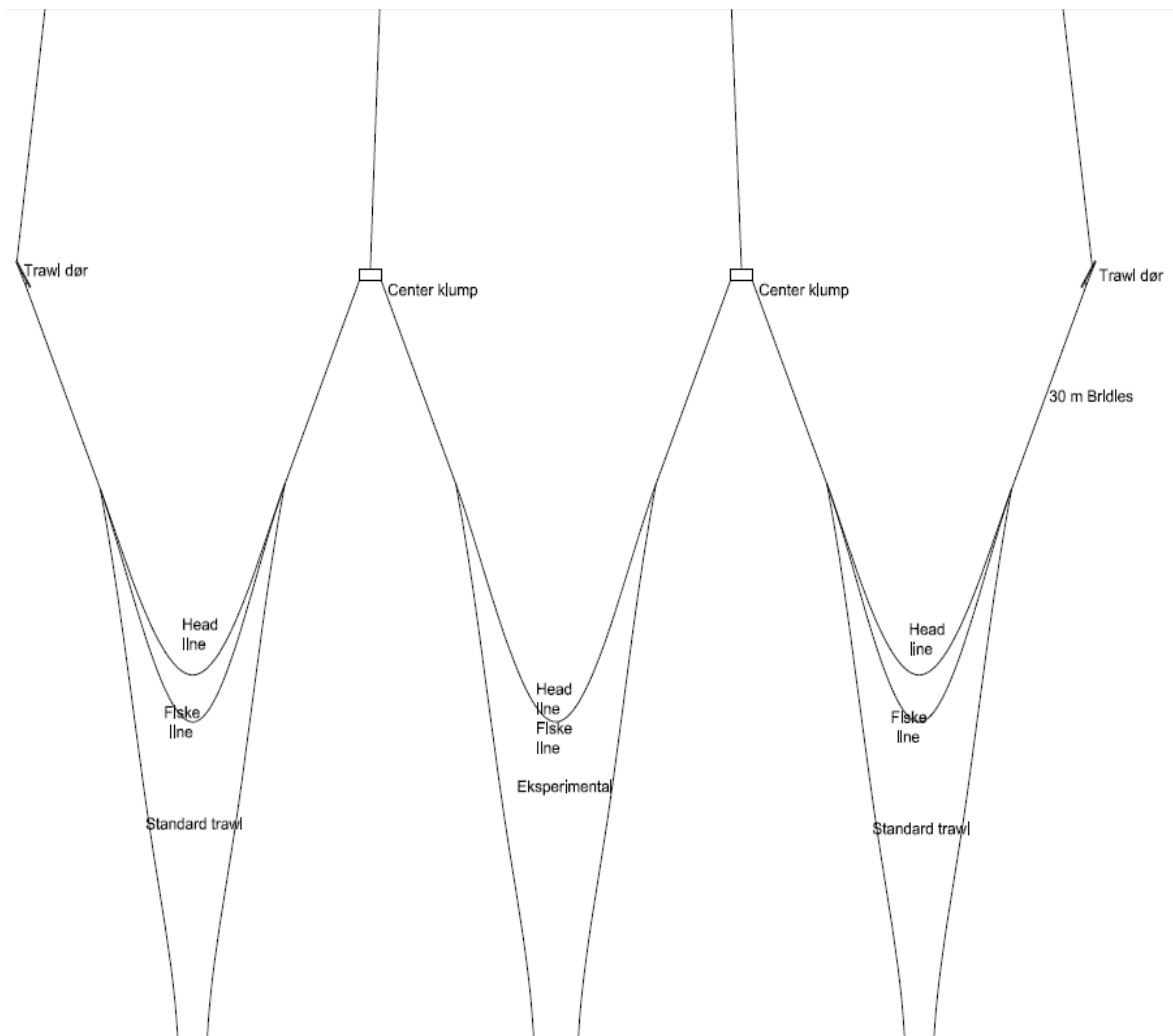 Trawl dør
Center klump
Center klump
Trawl dør
30 m Bridles
Head
line
Fiske
line
Standard trawl
Head
line
Fiske
line
Eksperimental
Head
line
Fiske
line
Standard trawl